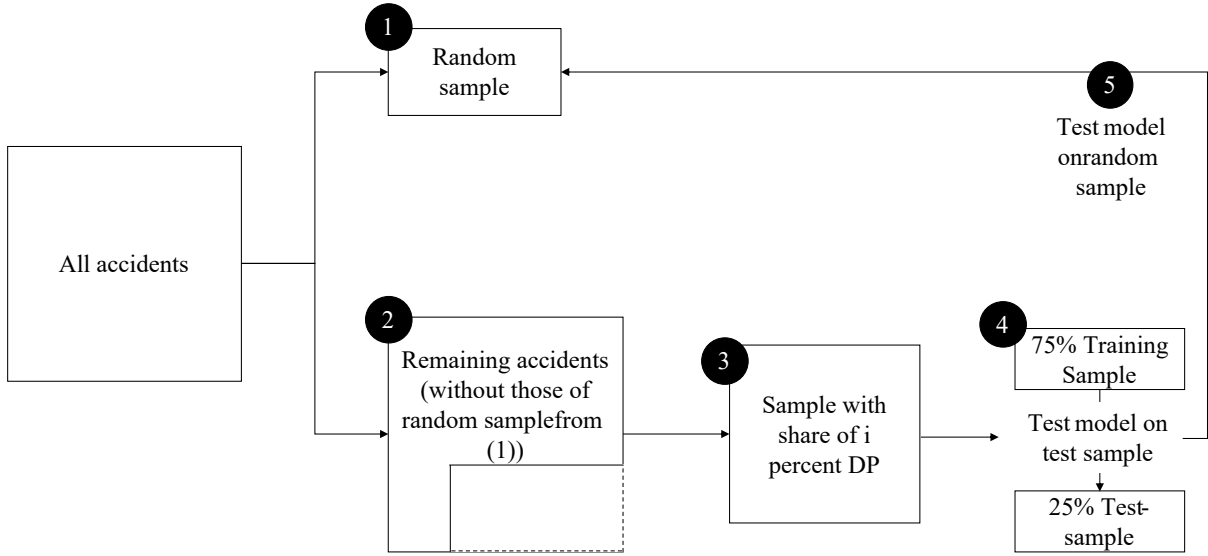 1
Random
sample
5
Test model
onrandom
sample
All accidents
2
Remaining accidents
(without those of
random samplefrom
(1))
3
Sample with
share of i
percent DP
4
75% Training
Sample
Test model on
test sample
25% Test-
sample